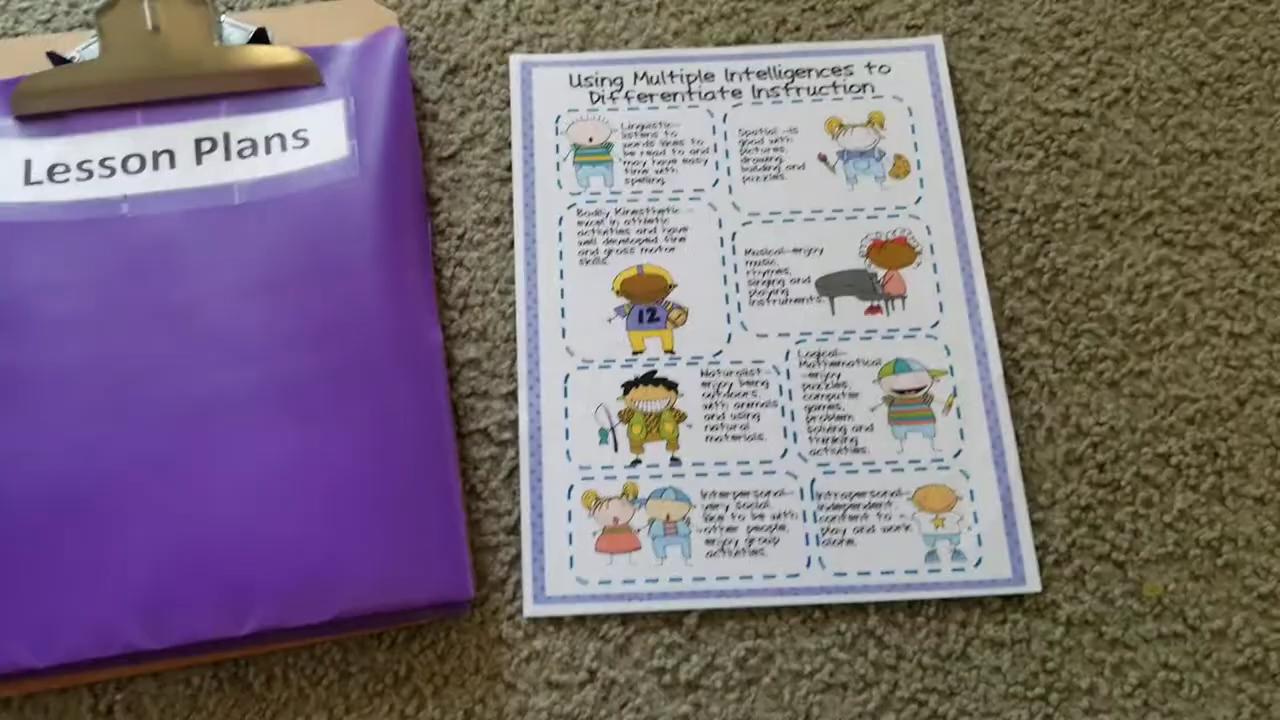 Lesson Plans
Using Multiple Intelligences to
Differentiate Instruction
Linguistic-
listens to
words likes to
be read to and
may have easy
time with
spelling.
Spatial -is
good with
pictures,
drawing,
building and
puzzles.
Bodily Kinesthetic -
excel in athletic
activities and have
well developed fine
and gross motor
skills.
12
Musical-enjoy
music,
rhymes,
singing and
playing
instruments.
Naturalist-
enjoy being
outdoors,
with animals
and using
natural
materials.
Logical-
Mathematical
-enjoy
puzzles,
computer
games,
problem
solving and
thinking
activities.
Interpersonal-
very social,
like to be with
other people,
enjoy group
activities.
Intrapersonal-
independent,
content to
play and work
alone.